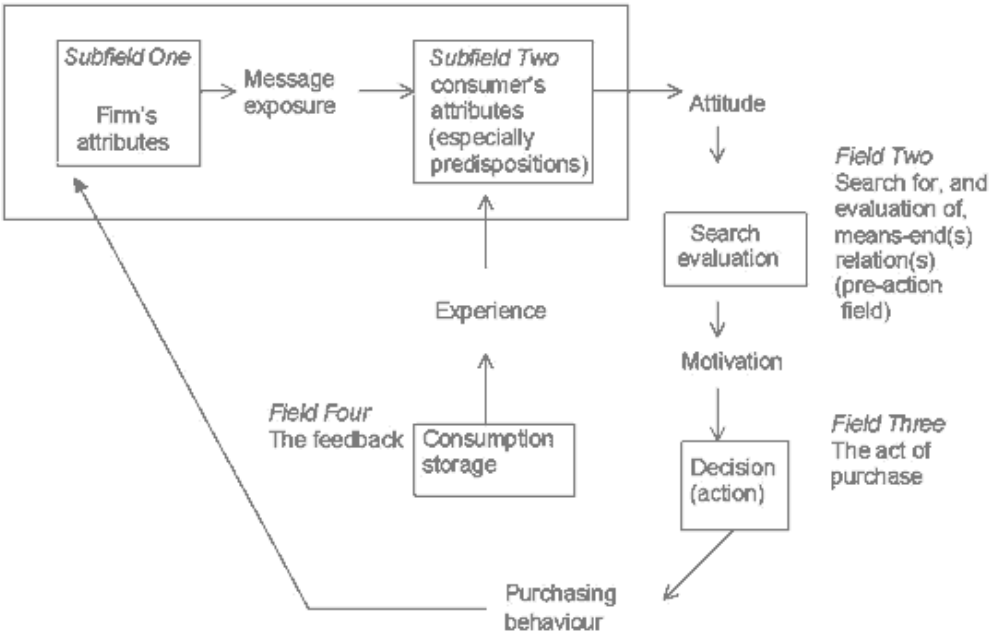 Subfield One
Firm's
attributes
Message
exposure
Subfield Two
consumer's
attributes
(especially
predispositions)
Attitude
Field Two
Search for, and
evaluation of,
means-end(s)
relation(s)
(pre-action
field)
Search
evaluation
Experience
Motivation
Field Four
The feedback
Consumption
storage
Field Three
The act of
purchase
Decision
(action)
Purchasing
behaviour